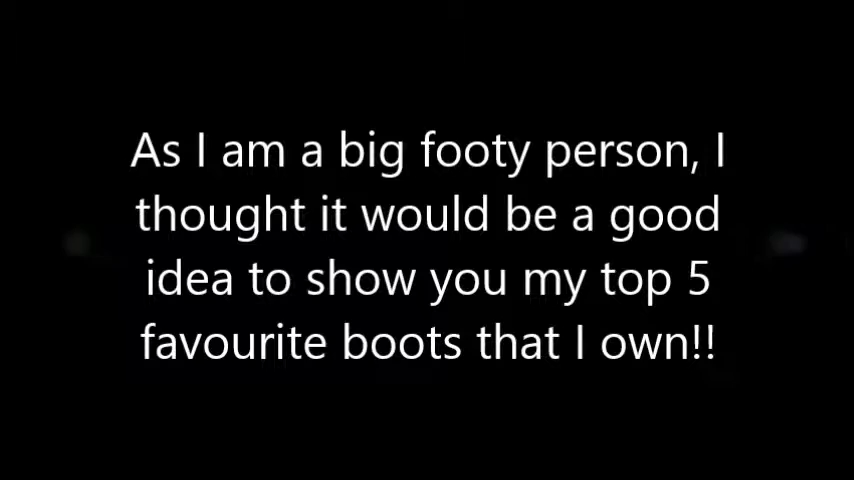 As I am a big footy person, I
thought it would be a good
idea to show you my top 5
favourite boots that I own!!